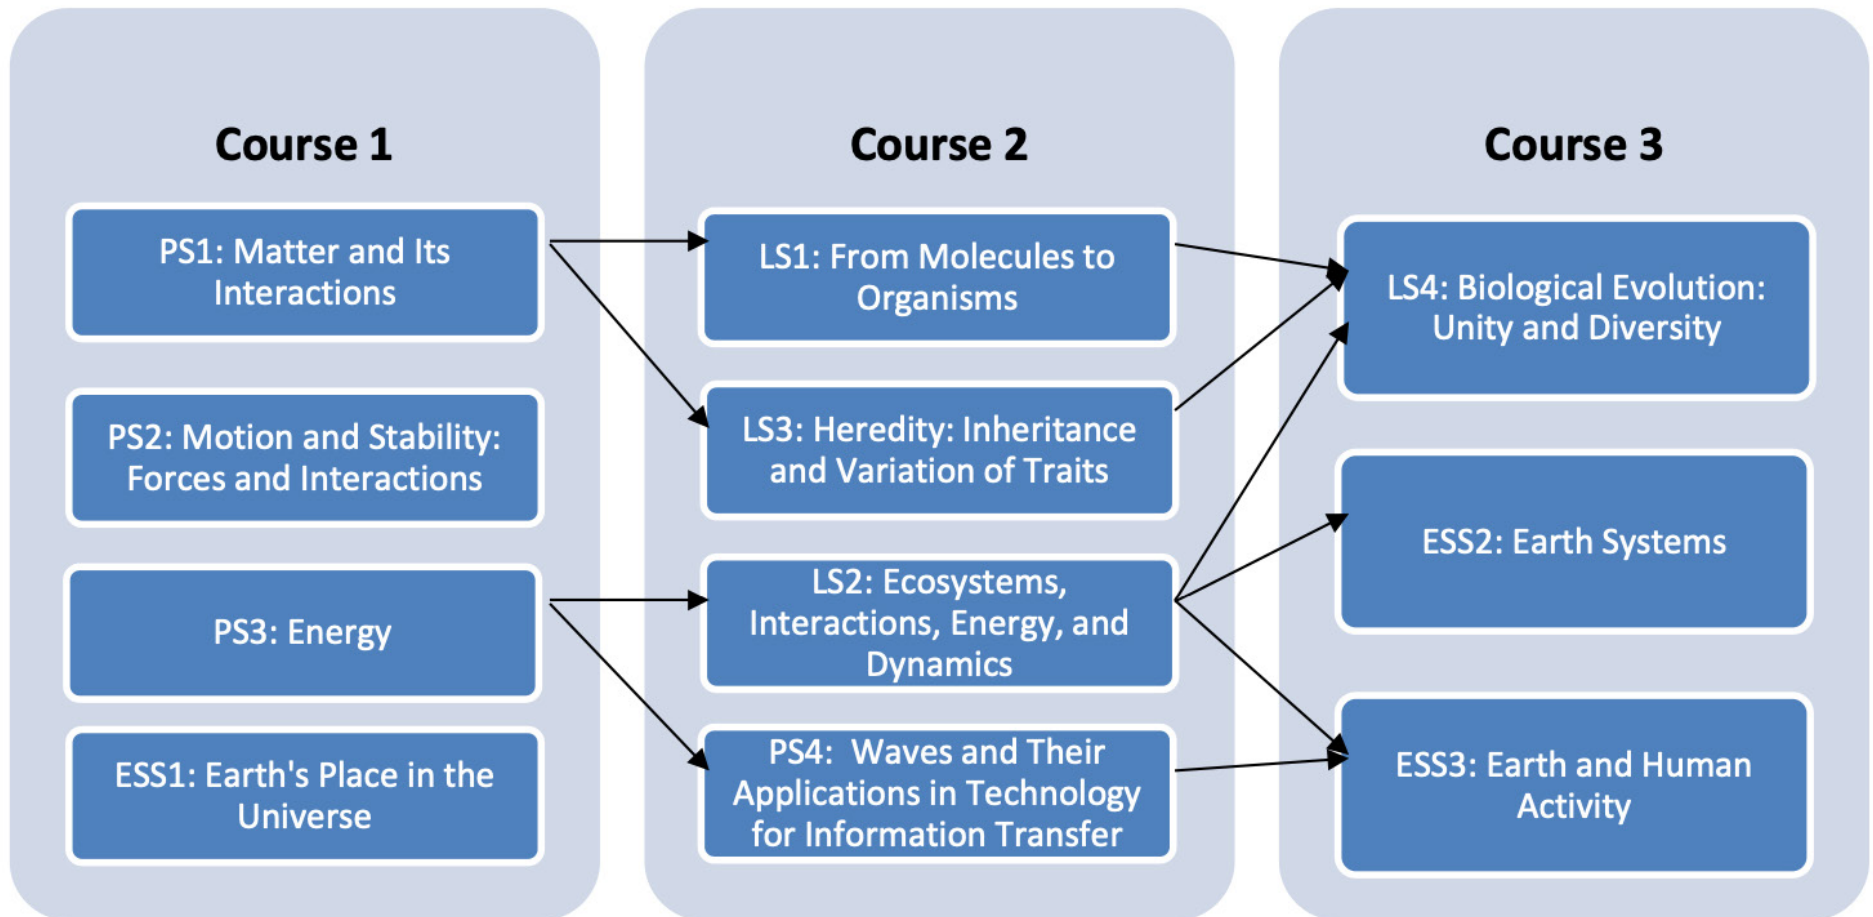 Course 1
PS1: Matter and Its
Interactions
PS2: Motion and Stability:
Forces and Interactions
PS3: Energy
ESS1: Earth's Place in the
Universe
Course 2
LS1: From Molecules to
Organisms
LS3: Heredity: Inheritance
and Variation of Traits
LS2: Ecosystems,
Interactions, Energy, and
Dynamics
PS4:  Waves and Their
Applications in Technology
for Information Transfer
Course 3
LS4: Biological Evolution:
Unity and Diversity
ESS2: Earth Systems
ESS3: Earth and Human
Activity